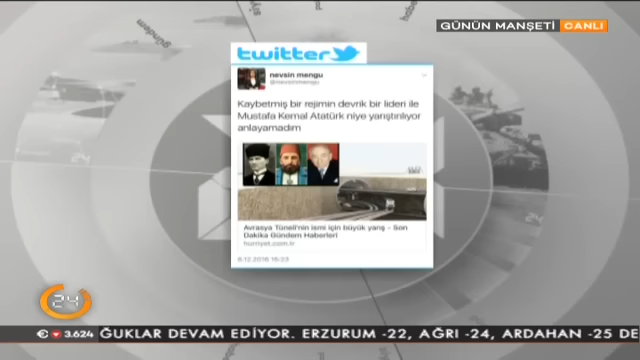 GÜNÜN MANŞETİ CANLI
twitter
nevsin mengu
@nevsinmengu
Kaybetmiş bir rejimin devrik bir lideri ile
Mustafa Kemal Atatürk niye yarıştırılıyor
anlayamadım
Avrasya Tüneli'nin ismi için büyük yarış - Son
Dakika Gündem Haberleri
hurriyet.com.tr
6.12.2016 15:23
24
€ 3.624 ĞUKLAR DEVAM EDİYOR. ERZURUM -22, AĞRI -24, ARDAHAN -25 DE